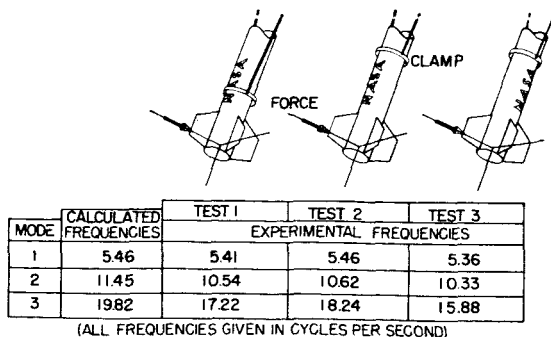 NASA NASA NASA
CLAMP
FORCE
MODE CALCULATED FREQUENCIES TEST 1 TEST 2 TEST 3
EXPERIMENTAL FREQUENCIES
1 5.46 5.41 5.46 5.36
2 11.45 10.54 10.62 10.33
3 19.82 17.22 18.24 15.88
(ALL FREQUENCIES GIVEN IN CYCLES PER SECOND)